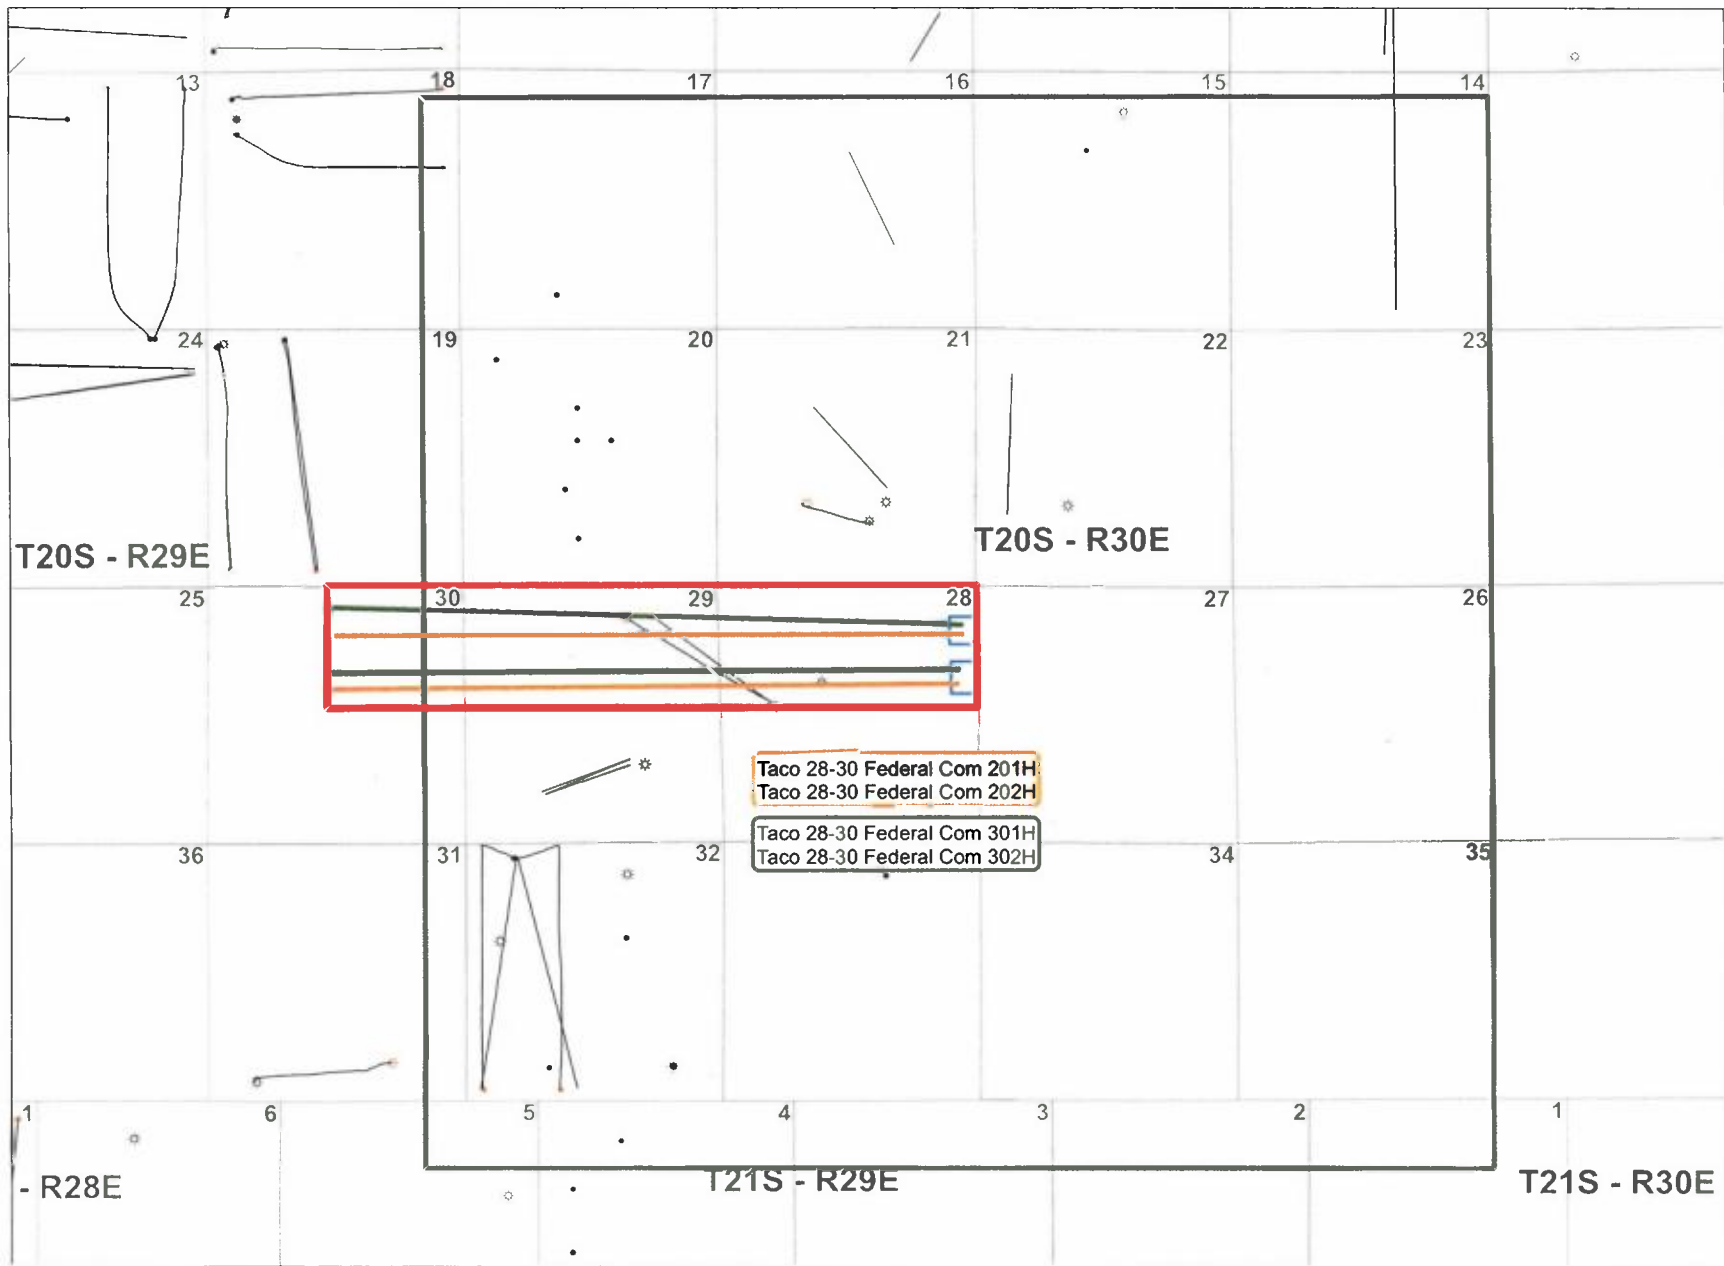 13 18 17 16 15 14
24 19 20 21 22 23
T20S - R29E T20S - R30E
25 30 29 28 27 26
Taco 28-30 Federal Com 201H
Taco 28-30 Federal Com 202H
Taco 28-30 Federal Com 301H
Taco 28-30 Federal Com 302H
36 31 32 34 35
1 6 5 4 3 2 1
- R28E T21S - R29E T21S - R30E